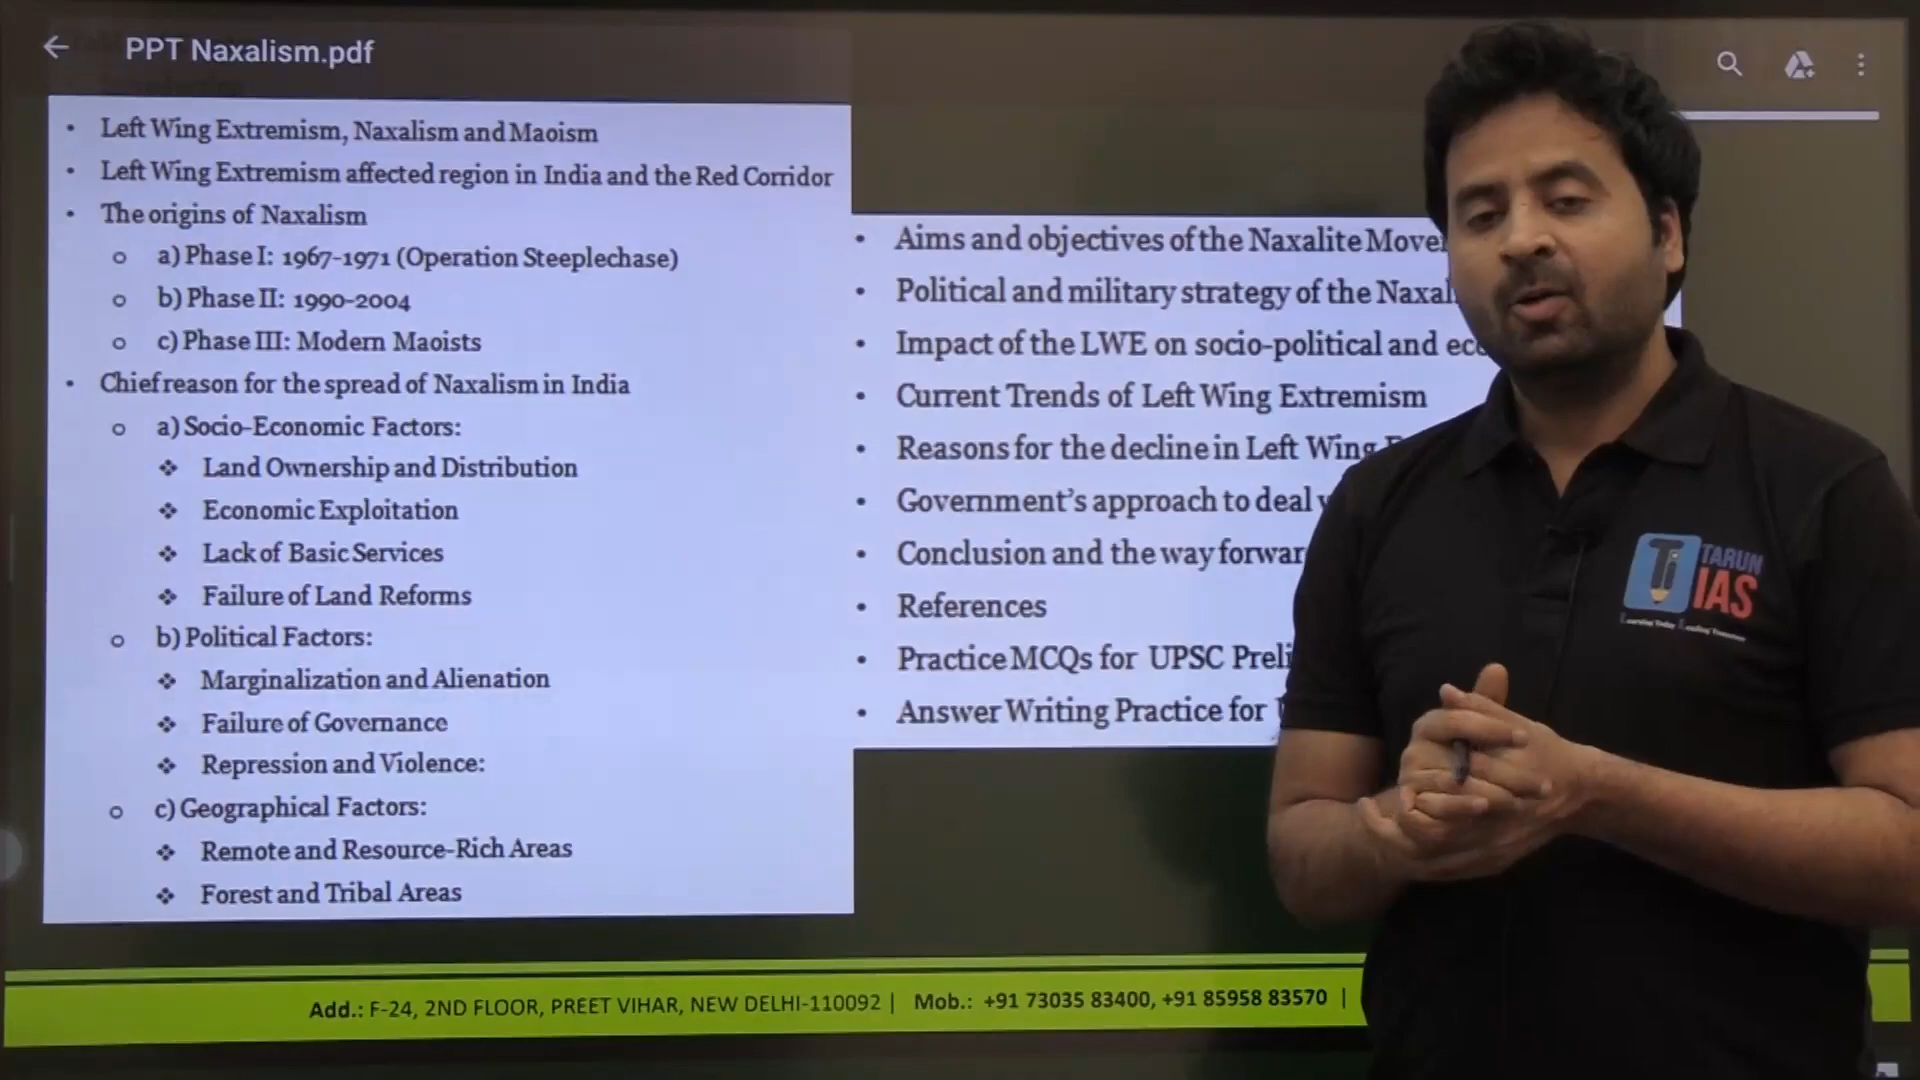 PPT Naxalism.pdf
• Left Wing Extremism, Naxalism and Maoism
• Left Wing Extremism affected region in India and the Red Corridor
• The origins of Naxalism
o a) Phase I: 1967-1971 (Operation Steeplechase)
o b) Phase II: 1990-2004
o c) Phase III: Modern Maoists
• Chief reason for the spread of Naxalism in India
o a) Socio-Economic Factors:
❖ Land Ownership and Distribution
❖ Economic Exploitation
❖ Lack of Basic Services
❖ Failure of Land Reforms
o b) Political Factors:
❖ Marginalization and Alienation
❖ Failure of Governance
❖ Repression and Violence:
o c) Geographical Factors:
❖ Remote and Resource-Rich Areas
❖ Forest and Tribal Areas
• Aims and objectives of the Naxalite
• Political and military strategy of the
• Impact of the LWE on socio-political and
• Current Trends of Left Wing Extremism
• Reasons for the decline in Left Wing
• Government's approach to deal
• Conclusion and the way
• References
• Practice MCQs for UPSC
• Answer Writing Practice for
TARUN
IAS
Add.: F-24, 2ND FLOOR, PREET VIHAR, NEW DELHI-110092 | Mob.: +91 73035 83400, +91 85958 83570 |